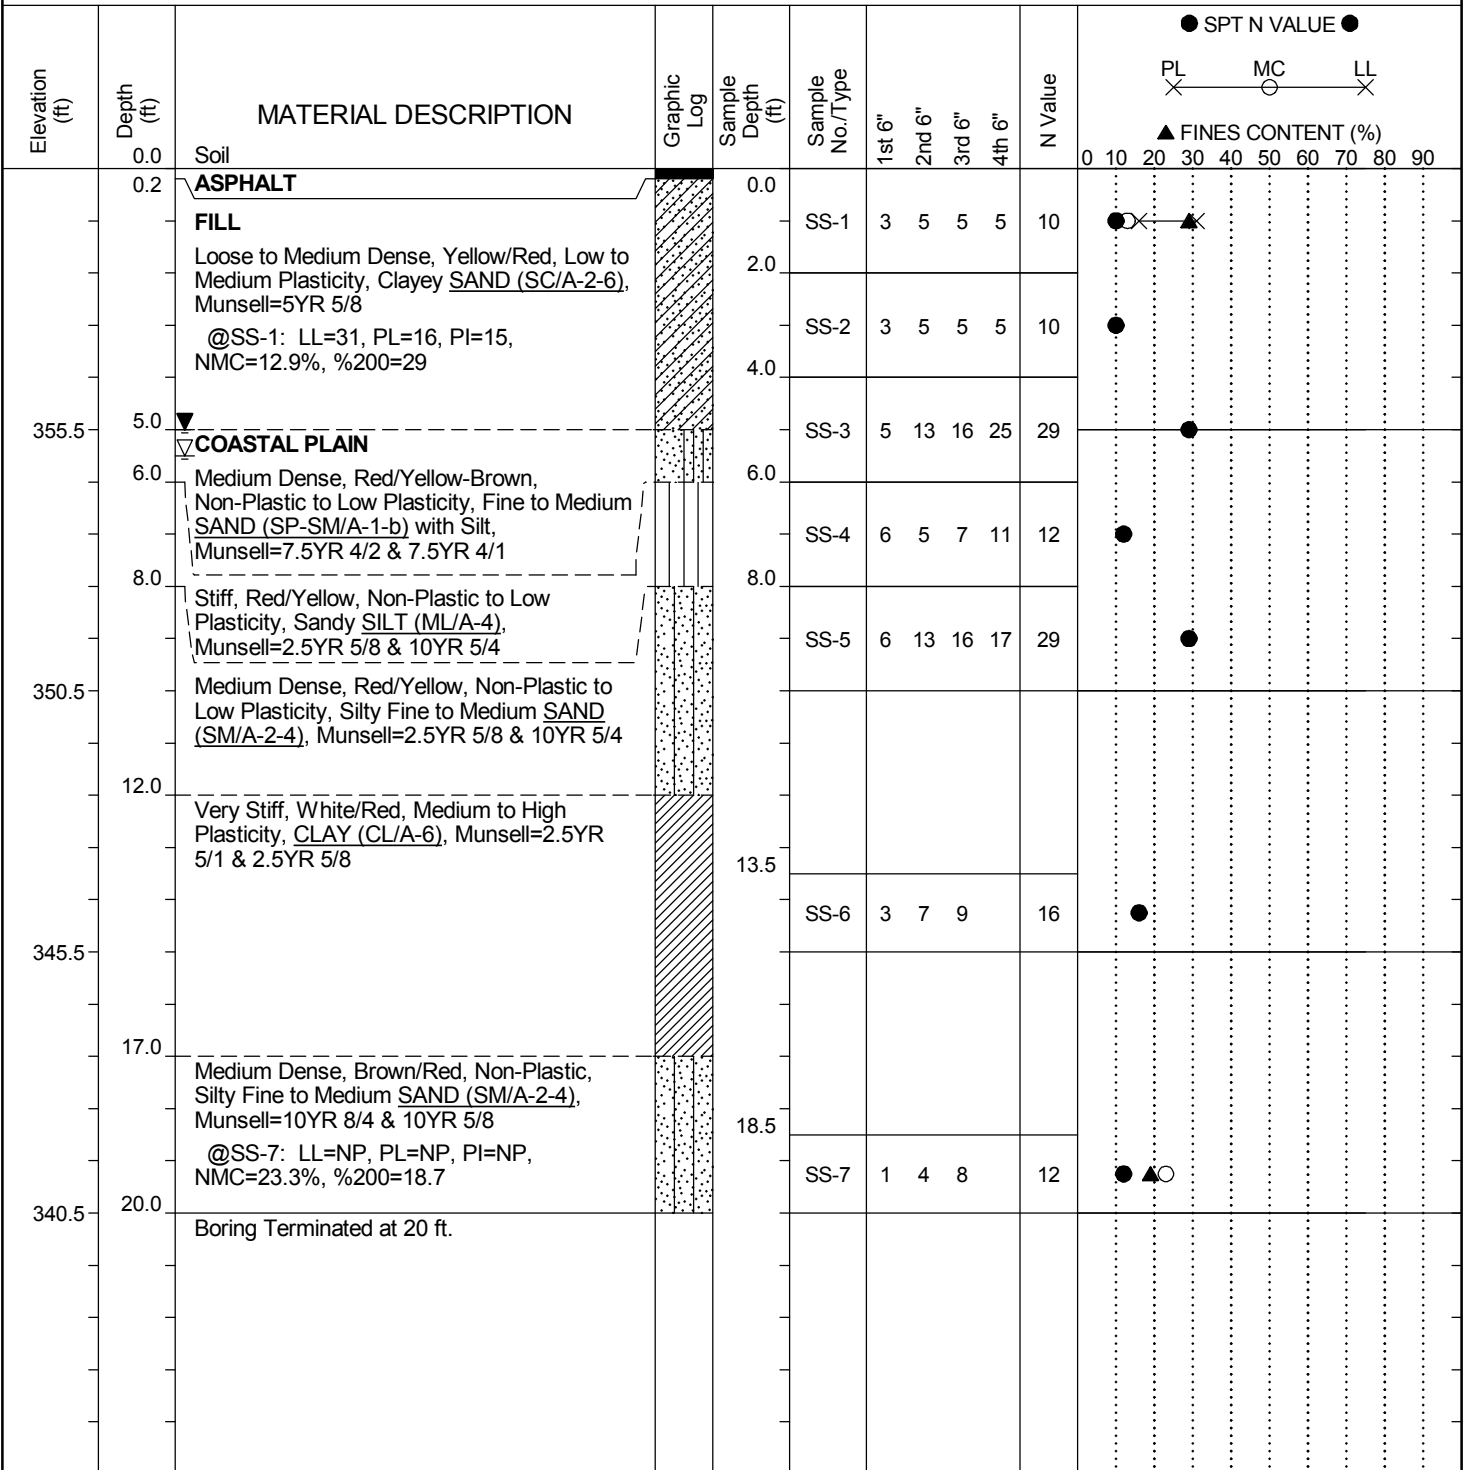 ● SPT N VALUE ●
PL MC LL
▲ FINES CONTENT (%)
0 10 20 30 40 50 60 70 80 90
Elevation (ft)
Depth (ft)
MATERIAL DESCRIPTION
Graphic Log
Sample Depth (ft)
Sample No./Type
1st 6"
2nd 6"
3rd 6"
4th 6"
N Value
0.0 Soil
0.2 ASPHALT 0.0
FILL SS-1 3 5 5 5 10
Loose to Medium Dense, Yellow/Red, Low to
Medium Plasticity, Clayey SAND (SC/A-2-6), 2.0
Munsell=5YR 5/8
@SS-1: LL=31, PL=16, PI=15, SS-2 3 5 5 5 10
NMC=12.9%, %200=29 4.0
355.5 5.0 SS-3 5 13 16 25 29
COASTAL PLAIN
6.0 Medium Dense, Red/Yellow-Brown, 6.0
Non-Plastic to Low Plasticity, Fine to Medium
SAND (SP-SM/A-1-b) with Silt, SS-4 6 5 7 11 12
Munsell=7.5YR 4/2 & 7.5YR 4/1
8.0 Stiff, Red/Yellow, Non-Plastic to Low 8.0
Plasticity, Sandy SILT (ML/A-4),
Munsell=2.5YR 5/8 & 10YR 5/4 SS-5 6 13 16 17 29
350.5 Medium Dense, Red/Yellow, Non-Plastic to
Low Plasticity, Silty Fine to Medium SAND
(SM/A-2-4), Munsell=2.5YR 5/8 & 10YR 5/4
12.0
Very Stiff, White/Red, Medium to High
Plasticity, CLAY (CL/A-6), Munsell=2.5YR
5/1 & 2.5YR 5/8 13.5
SS-6 3 7 9 16
345.5
17.0
Medium Dense, Brown/Red, Non-Plastic,
Silty Fine to Medium SAND (SM/A-2-4),
Munsell=10YR 8/4 & 10YR 5/8 18.5
@SS-7: LL=NP, PL=NP, PI=NP,
NMC=23.3%, %200=18.7 SS-7 1 4 8 12
340.5 20.0
Boring Terminated at 20 ft.